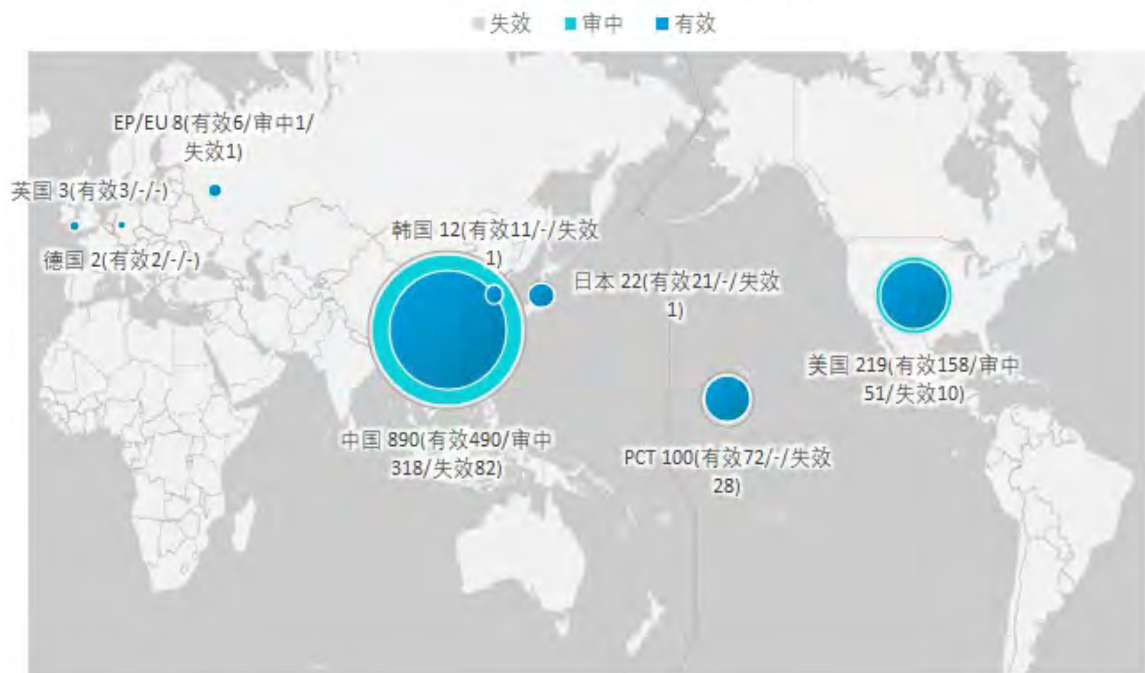 失效 审中 有效
EP/EU 8(有效6/审中1/
失效1)
英国 3(有效3/-/-)
德国 2(有效2/-/-)
韩国 12(有效11/-/失效
1)
日本 22(有效21/-/失效
1)
美国 219(有效158/审中
51/失效10)
中国 890(有效490/审中
318/失效82)
PCT 100(有效72/-/失效
28)